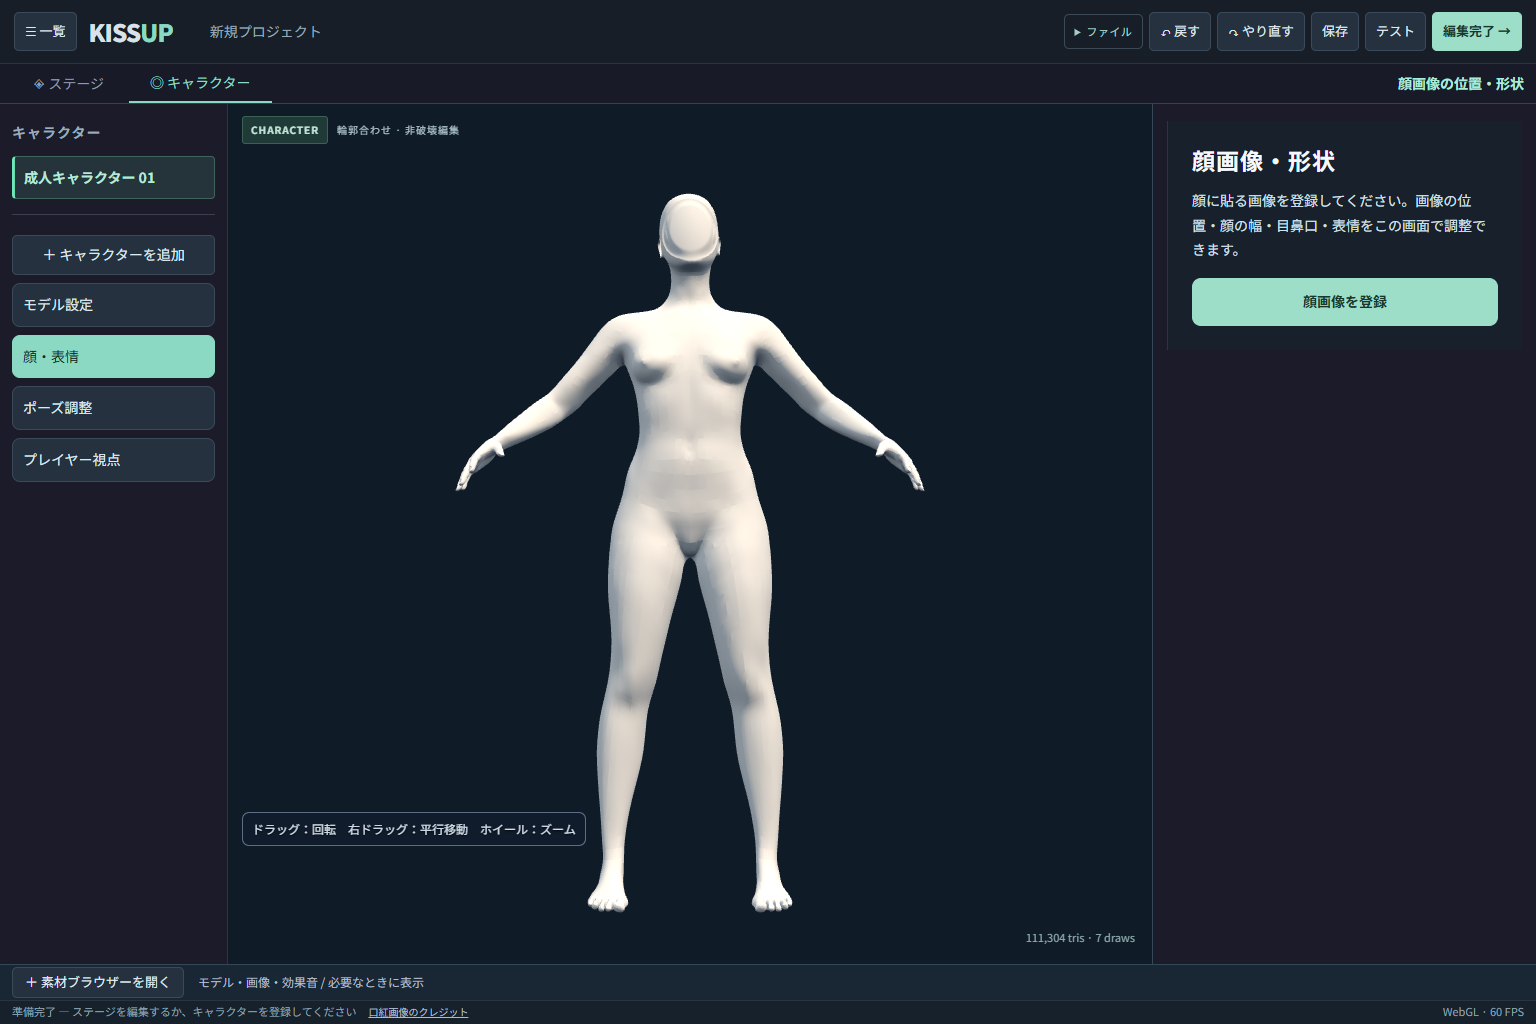 ☰ 一覧
KISSUP
新規プロジェクト
▶ ファイル
↶ 戻す
↷ やり直す
保存
テスト
編集完了 →
◈ ステージ
◎ キャラクター
顔画像の位置・形状
キャラクター
成人キャラクター 01
＋ キャラクターを追加
モデル設定
顔・表情
ポーズ調整
プレイヤー視点
CHARACTER
輪郭合わせ · 非破壊編集
ドラッグ：回転　右ドラッグ：平行移動　ホイール：ズーム
111,304 tris · 7 draws
顔画像・形状
顔に貼る画像を登録してください。画像の位
置・顔の幅・目鼻口・表情をこの画面で調整で
きます。
顔画像を登録
＋ 素材ブラウザーを開く
モデル・画像・効果音 / 必要なときに表示
準備完了 — ステージを編集するか、キャラクターを登録してください
口紅画像のクレジット
WebGL · 60 FPS